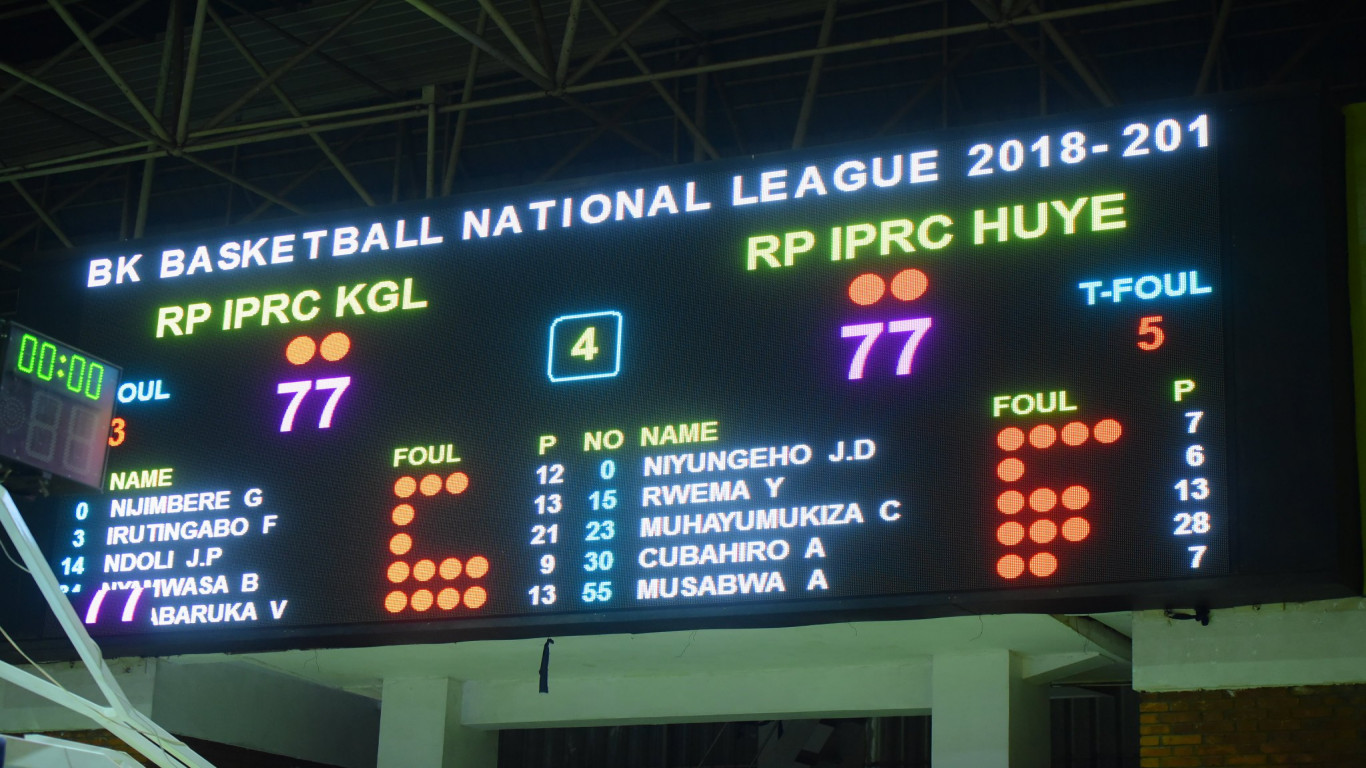 BK BASKETBALL NATIONAL LEAGUE 2018-201
RP IPRC KGL
RP IPRC HUYE
4
77
77
T-FOUL
5
00:00
OUL
3
NAME
FOUL
P
NO NAME
FOUL
P
0 NIJIMBERE G 12
3 IRUTINGABO F 13
14 NDOLI J.P 21
NYAMWASA B 9
77
ABARUKA V 13
0 NIYUNGEHO J.D 7
15 RWEMA Y 6
23 MUHAYUMUKIZA C 13
30 CUBAHIRO A 28
55 MUSABWA A 7